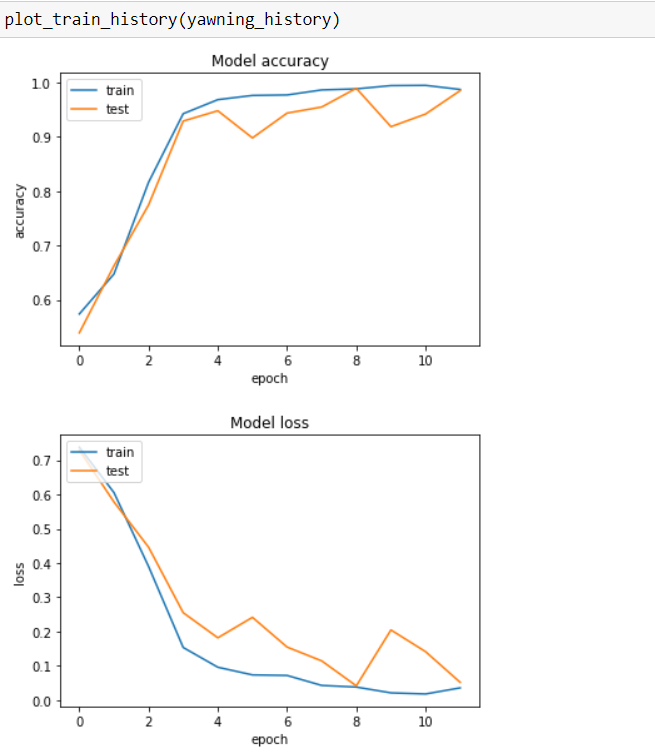 plot_train_history(yawning_history)
Model accuracy
train
test
1.0
0.9
0.8
0.7
0.6
accuracy
0 2 4 6 8 10
epoch
Model loss
train
test
0.7
0.6
0.5
0.4
0.3
0.2
0.1
0.0
loss
0 2 4 6 8 10
epoch